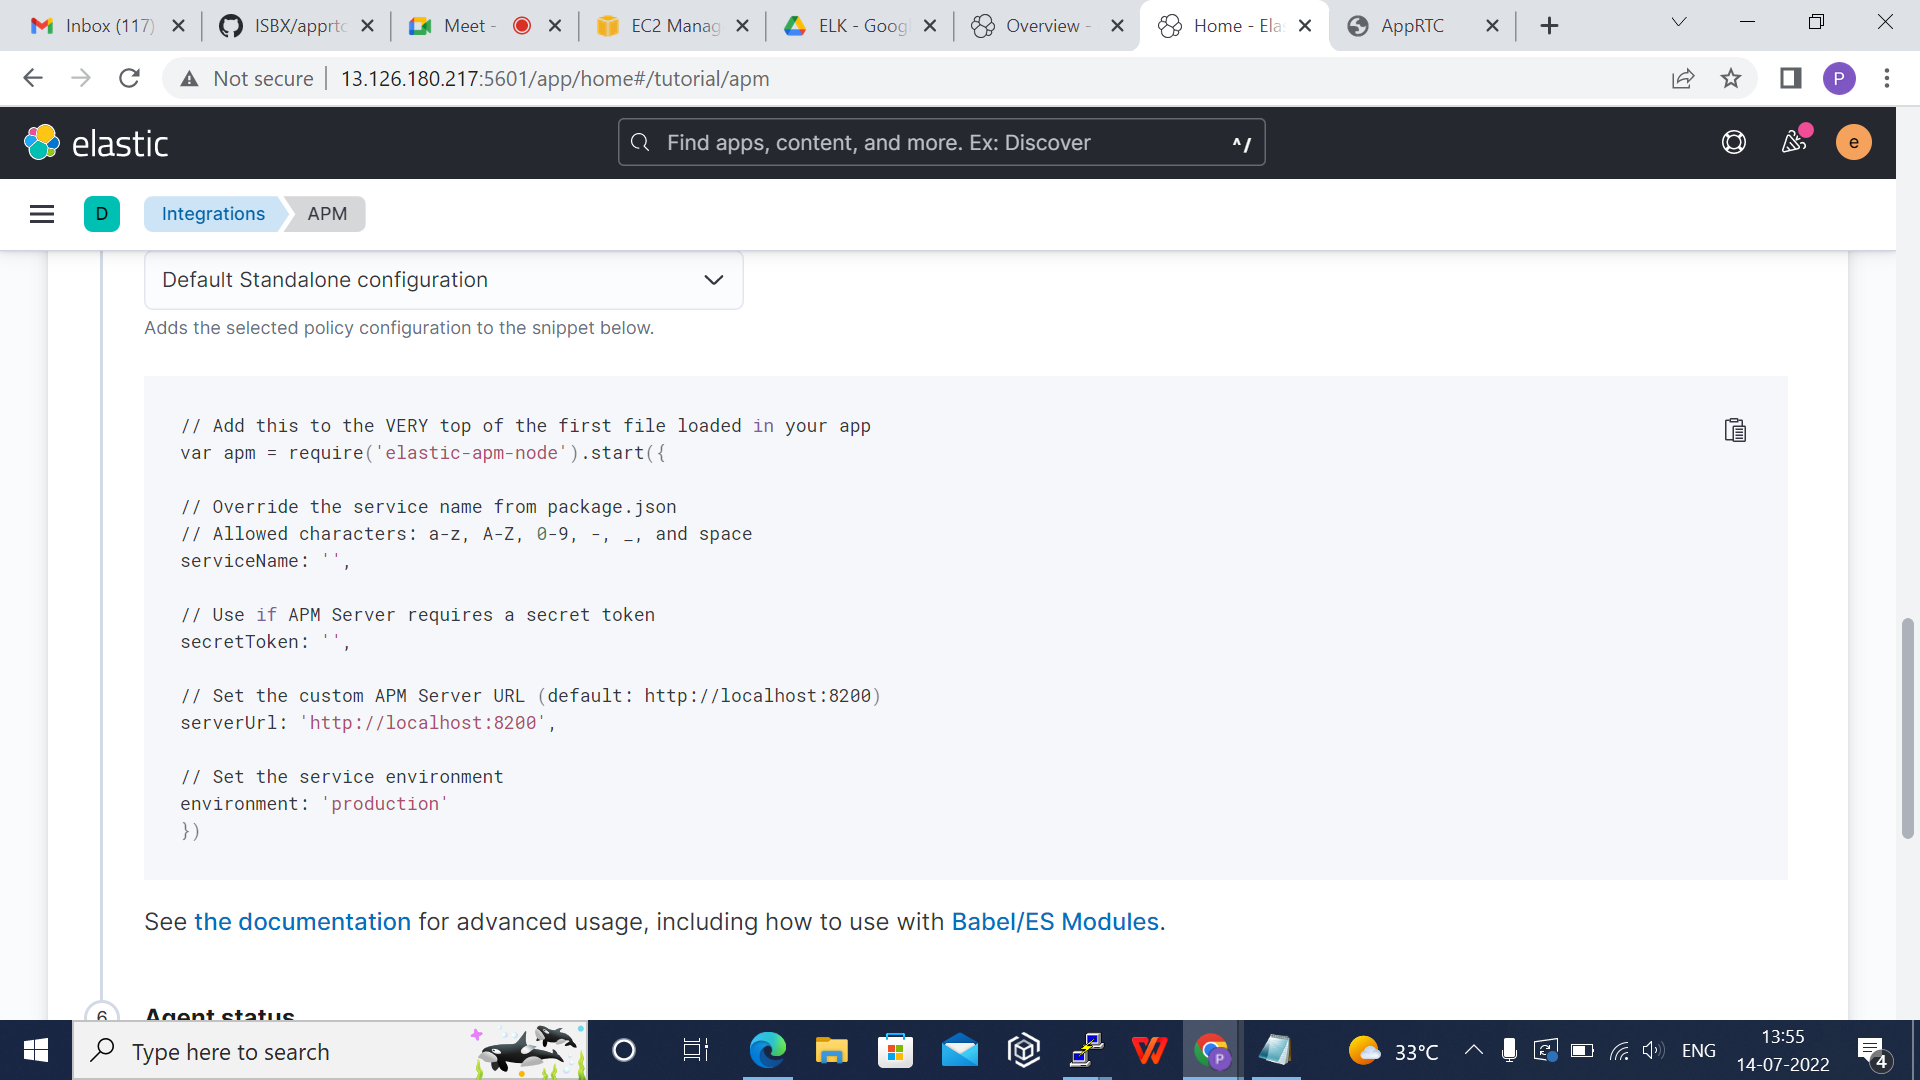 Inbox (117)
ISBX/apprtc
Meet -
EC2 Manag
ELK - Goog
Overview -
Home - Ela
AppRTC
Not secure
13.126.180.217:5601/app/home#/tutorial/apm
P
elastic
Find apps, content, and more. Ex: Discover
^/
e
D
Integrations
APM
Default Standalone configuration
Adds the selected policy configuration to the snippet below.
// Add this to the VERY top of the first file loaded in your app
var apm = require('elastic-apm-node').start({
// Override the service name from package.json
// Allowed characters: a-z, A-Z, 0-9, -, _, and space
serviceName: '',
// Use if APM Server requires a secret token
secretToken: '',
// Set the custom APM Server URL (default: http://localhost:8200)
serverUrl: 'http://localhost:8200',
// Set the service environment
environment: 'production'
})
See the documentation for advanced usage, including how to use with Babel/ES Modules.
6
Agent status
Type here to search
P
33°C
ENG
13:55
14-07-2022
4